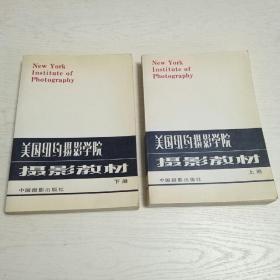 New York
Institute of
Photography
美国纽约摄影学院
摄影教材
下册
中国摄影出版社
New York
Institute of
Photography
美国纽约摄影学院
摄影教材
上册
中国摄影出版社